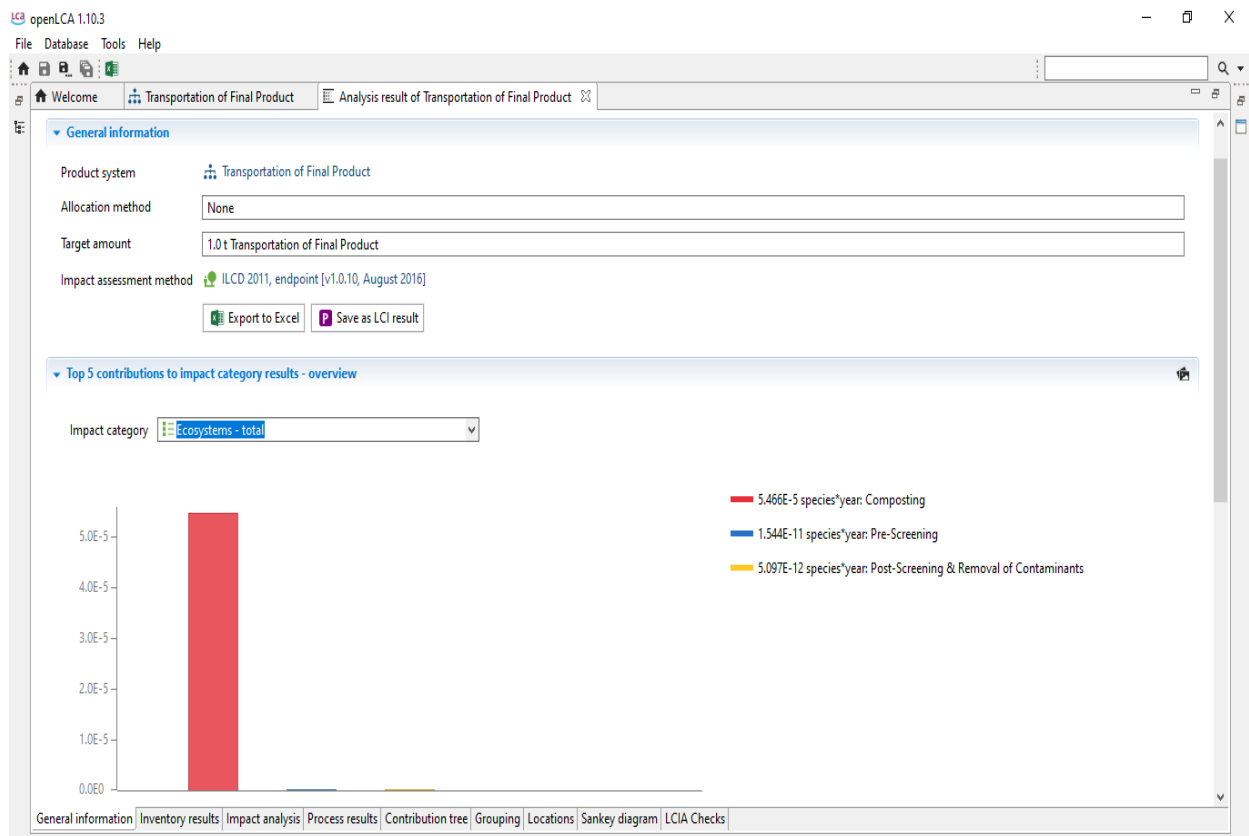 LCA openLCA 1.10.3
File Database Tools Help
Welcome Transportation of Final Product Analysis result of Transportation of Final Product
General information
Product system Transportation of Final Product
Allocation method None
Target amount 1.0 t Transportation of Final Product
Impact assessment method ILCD 2011, endpoint [v1.0.10, August 2016]
Export to Excel P Save as LCI result
Top 5 contributions to impact category results - overview
Impact category Ecosystems - total
5.466E-5 species*year: Composting
1.544E-11 species*year: Pre-Screening
5.097E-12 species*year: Post-Screening & Removal of Contaminants
5.0E-5
4.0E-5
3.0E-5
2.0E-5
1.0E-5
0.0E0
General information Inventory results Impact analysis Process results Contribution tree Grouping Locations Sankey diagram LCIA Checks